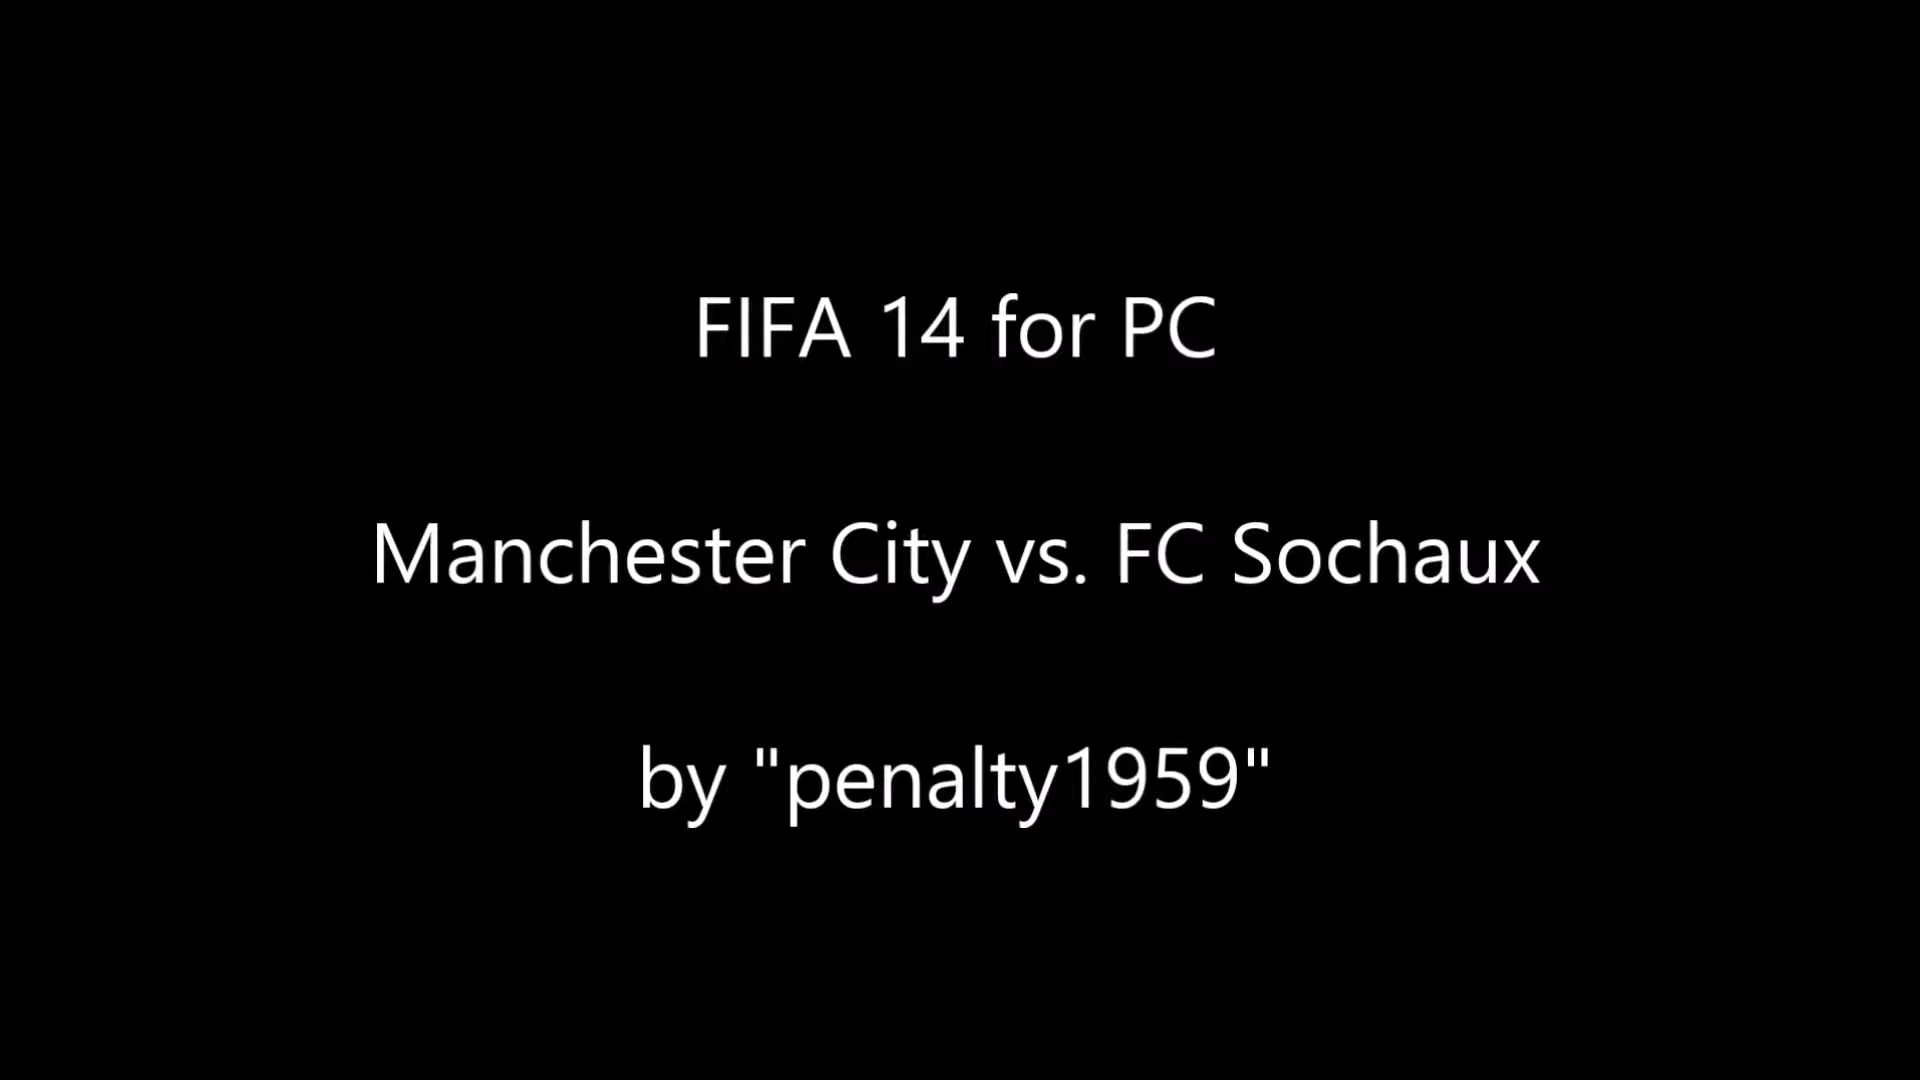 FIFA 14 for PC
Manchester City vs. FC Sochaux
by "penalty1959"